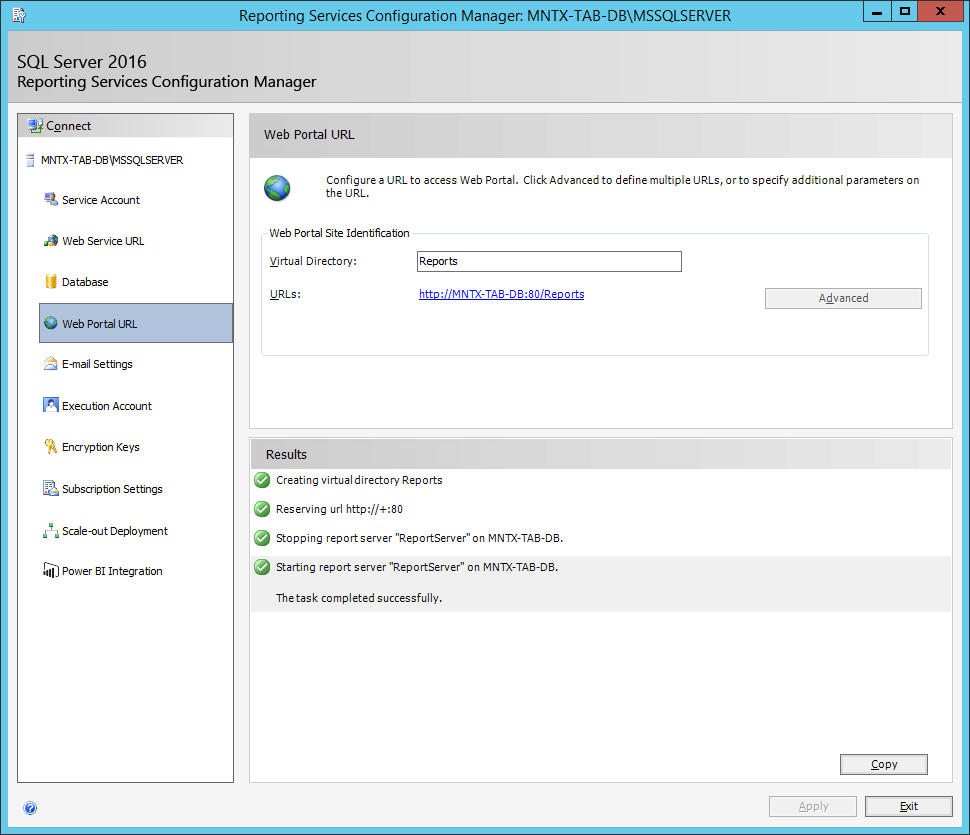 Reporting Services Configuration Manager: MNTX-TAB-DB\MSSQLSERVER
SQL Server 2016
Reporting Services Configuration Manager
Connect
MNTX-TAB-DB\MSSQLSERVER
Service Account
Web Service URL
Database
Web Portal URL
E-mail Settings
Execution Account
Encryption Keys
Subscription Settings
Scale-out Deployment
Power BI Integration
Web Portal URL
Configure a URL to access Web Portal. Click Advanced to define multiple URLs, or to specify additional parameters on
the URL.
Web Portal Site Identification
Virtual Directory:
Reports
URLs:
http://MNTX-TAB-DB:80/Reports
Advanced
Results
Creating virtual directory Reports
Reserving url http://+:80
Stopping report server "ReportServer" on MNTX-TAB-DB.
Starting report server "ReportServer" on MNTX-TAB-DB.
The task completed successfully.
Copy
Apply
Exit